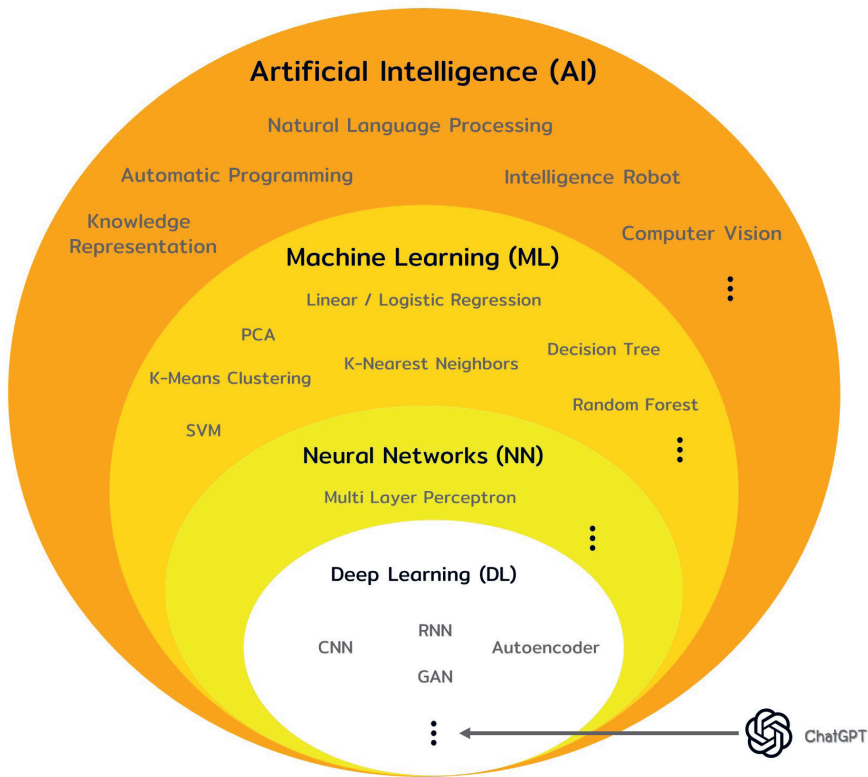 Artificial Intelligence (AI)
Natural Language Processing
Automatic Programming
Intelligence Robot
Knowledge
Representation
Computer Vision
Machine Learning (ML)
Linear / Logistic Regression
PCA
K-Nearest Neighbors
Decision Tree
K-Means Clustering
Random Forest
SVM
Neural Networks (NN)
Multi Layer Perceptron
Deep Learning (DL)
CNN
RNN
Autoencoder
GAN
ChatGPT